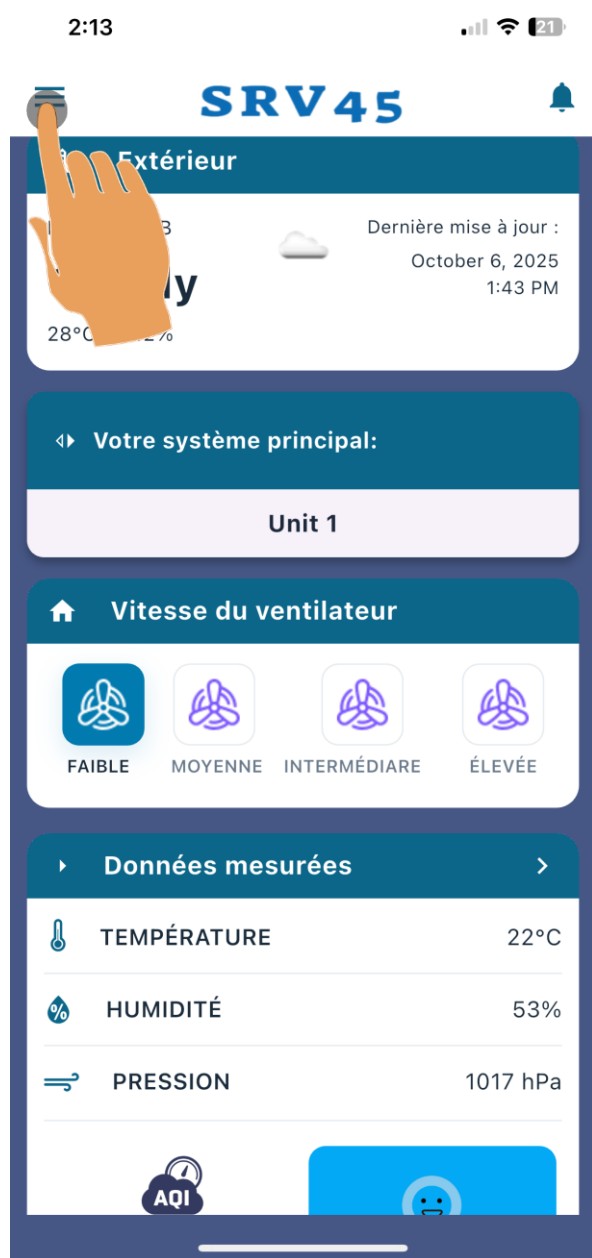 2:13
21
SRV45
Extérieur
Dernière mise à jour :
October 6, 2025
1:43 PM
28°C
Votre système principal:
Unit 1
Vitesse du ventilateur
FAIBLE
MOYENNE
INTERMÉDIARE
ÉLEVÉE
Données mesurées
TEMPÉRATURE
22°C
HUMIDITÉ
53%
PRESSION
1017 hPa
AQI